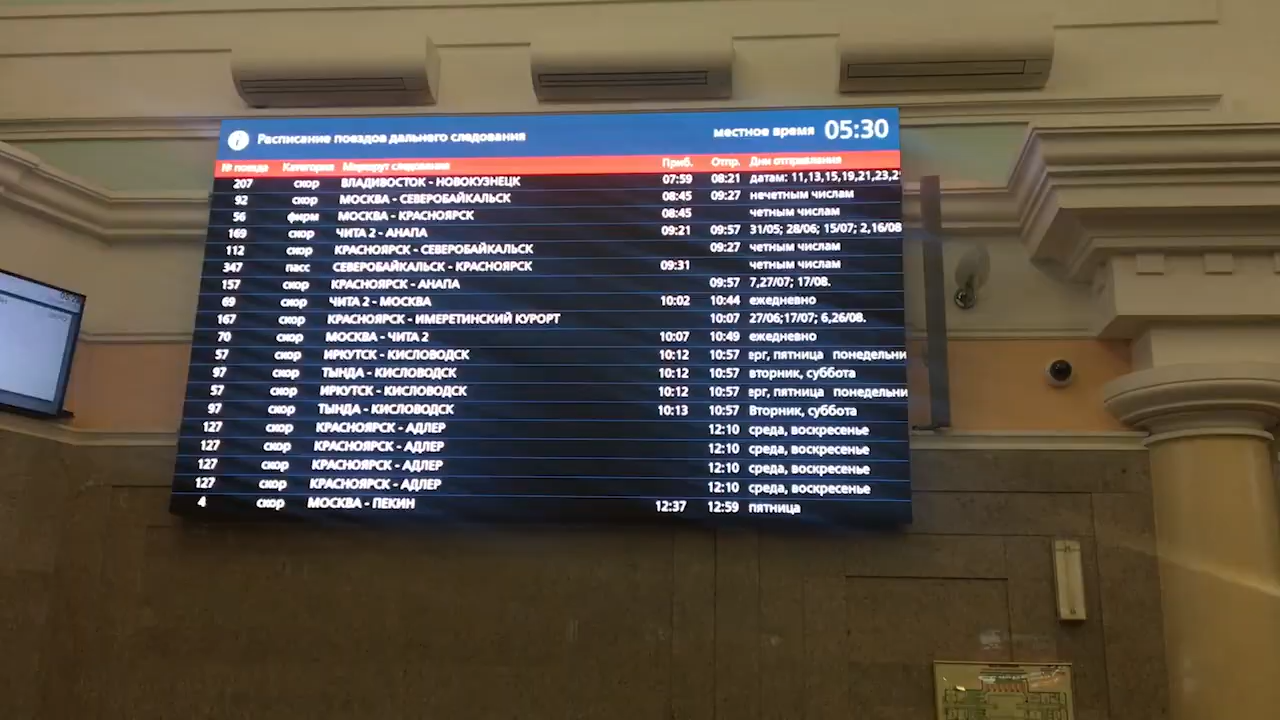 Расписание поездов дальнего следования местное время 05:30
№ поезда Категория Маршрут следования Приб. Отпр. Дни отправления
207 скор ВЛАДИВОСТОК - НОВОКУЗНЕЦК 07:59 08:21 датам: 11,13,15,19,21,23,2
92 скор МОСКВА - СЕВЕРОБАЙКАЛЬСК 08:45 09:27 нечетным числам
56 фирм МОСКВА - КРАСНОЯРСК 08:45 четным числам
169 скор ЧИТА 2 - АНАПА 09:21 09:57 31/05; 28/06; 15/07; 2,16/08
112 скор КРАСНОЯРСК - СЕВЕРОБАЙКАЛЬСК 09:27 четным числам
347 пасс СЕВЕРОБАЙКАЛЬСК - КРАСНОЯРСК 09:31 четным числам
157 скор КРАСНОЯРСК - АНАПА 09:57 7,27/07; 17/08.
69 скор ЧИТА 2 - МОСКВА 10:02 10:44 ежедневно
167 скор КРАСНОЯРСК - ИМЕРЕТИНСКИЙ КУРОРТ 10:07 27/06;17/07; 6,26/08.
70 скор МОСКВА - ЧИТА 2 10:07 10:49 ежедневно
57 скор ИРКУТСК - КИСЛОВОДСК 10:12 10:57 ерг, пятница понедельни
97 скор ТЫНДА - КИСЛОВОДСК 10:12 10:57 вторник, суббота
57 скор ИРКУТСК - КИСЛОВОДСК 10:12 10:57 ерг, пятница понедельни
97 скор ТЫНДА - КИСЛОВОДСК 10:13 10:57 Вторник, суббота
127 скор КРАСНОЯРСК - АДЛЕР 12:10 среда, воскресенье
127 скор КРАСНОЯРСК - АДЛЕР 12:10 среда, воскресенье
127 скор КРАСНОЯРСК - АДЛЕР 12:10 среда, воскресенье
127 скор КРАСНОЯРСК - АДЛЕР 12:10 среда, воскресенье
4 скор МОСКВА - ПЕКИН 12:37 12:59 пятница